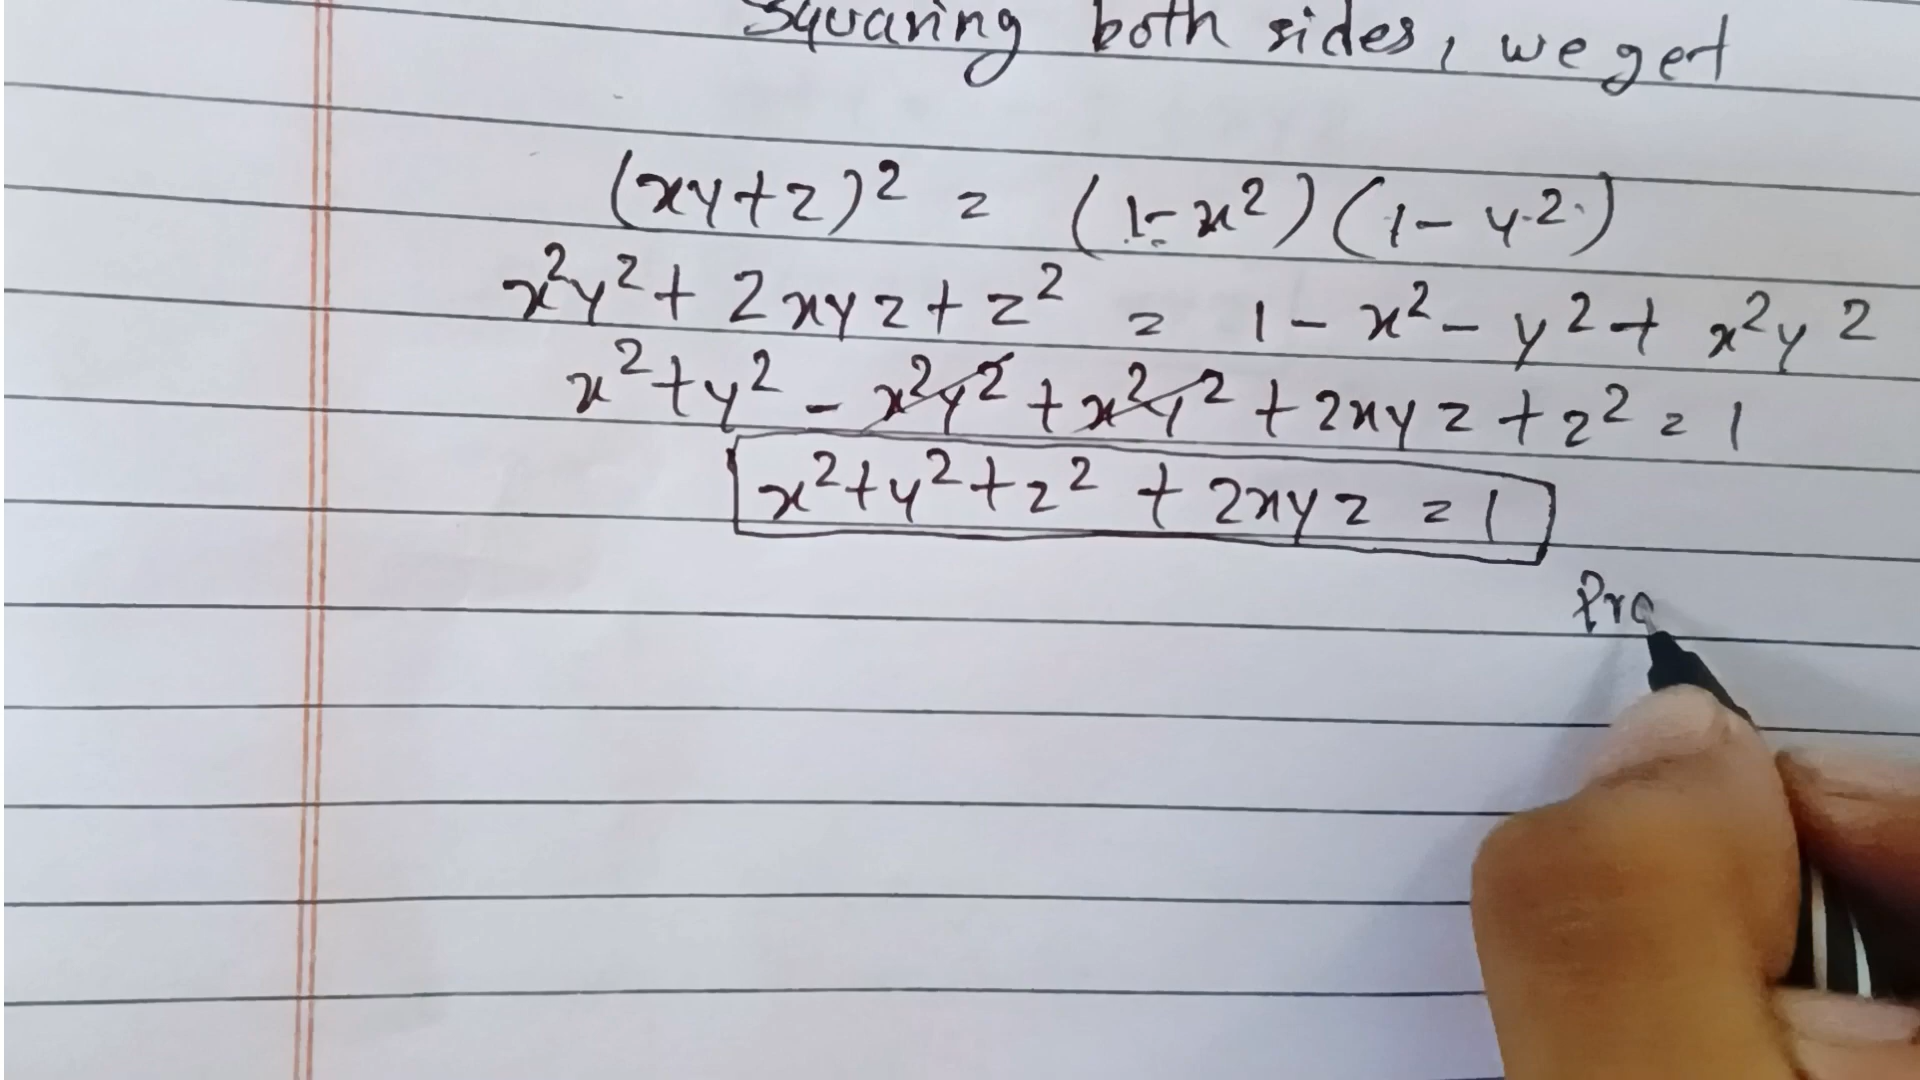 Squaring both sides, we get
(xy+z)² = (1-x²)(1-y²)
x²y²+2xyz+z² = 1-x²-y²+x²y²
x²+y²-x²y²+x²y²+2xyz+z²=1
x²+y²+z²+2xyz=1
Pro